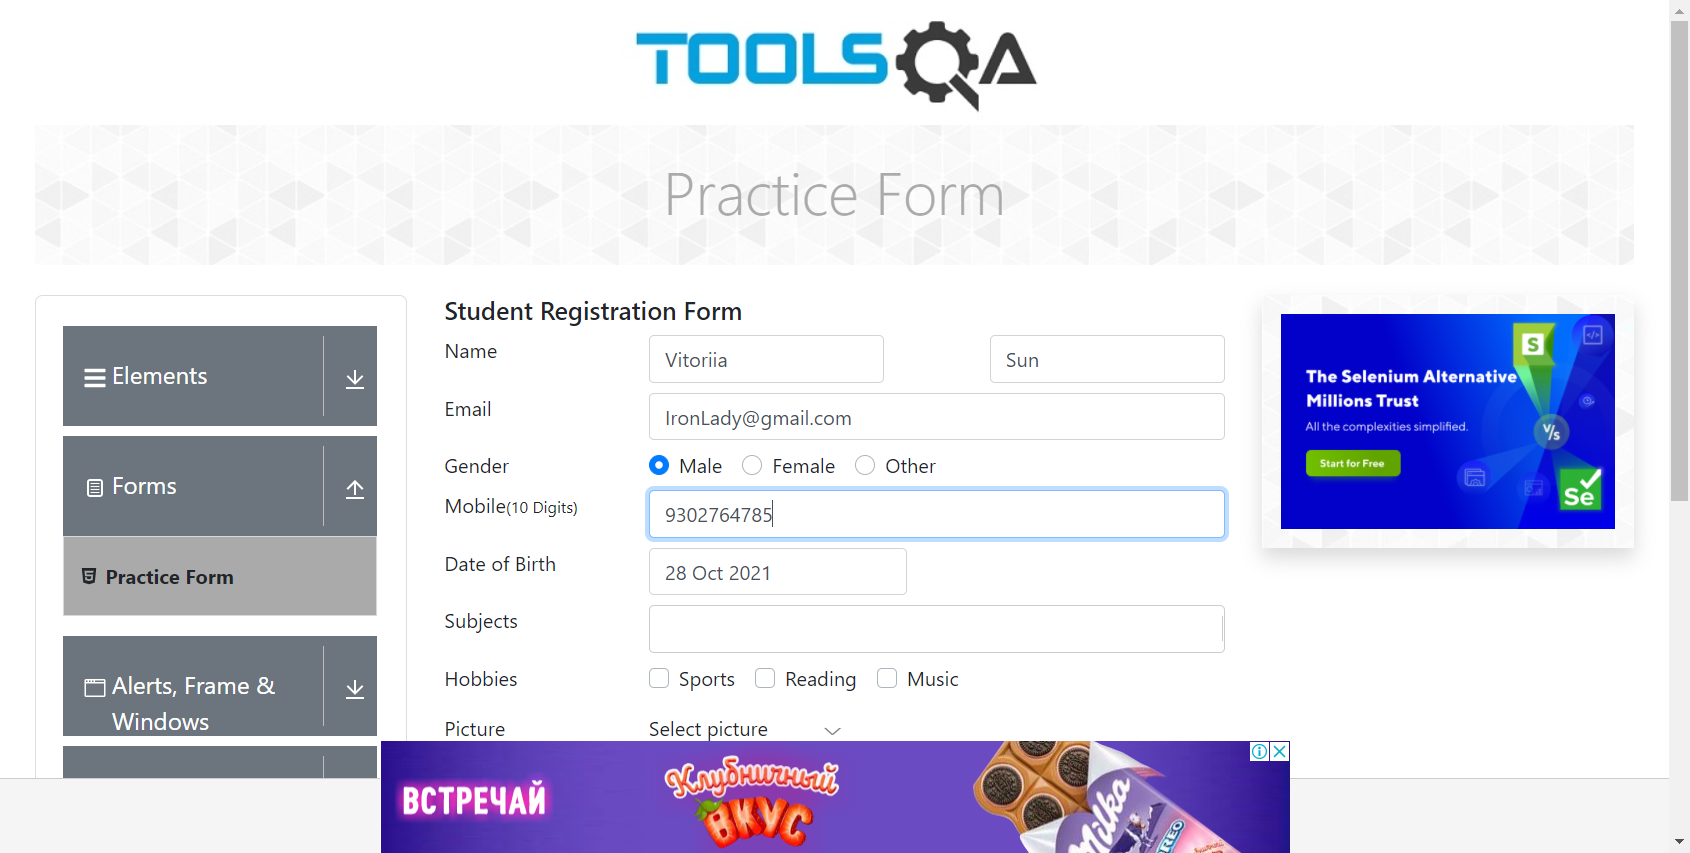 TOOLSQA
Practice Form
Elements
Forms
Practice Form
Alerts, Frame &
Windows
Student Registration Form
Name Vitoriia Sun
Email IronLady@gmail.com
Gender Male Female Other
Mobile(10 Digits) 9302764785
Date of Birth 28 Oct 2021
Subjects
Hobbies Sports Reading Music
Picture Select picture
The Selenium Alternative
Millions Trust
All the complexities simplified.
Start for Free
S
</>
V/s
Se
ВСТРЕЧАЙ
Клубничный
ВКУС
Milka
OREO